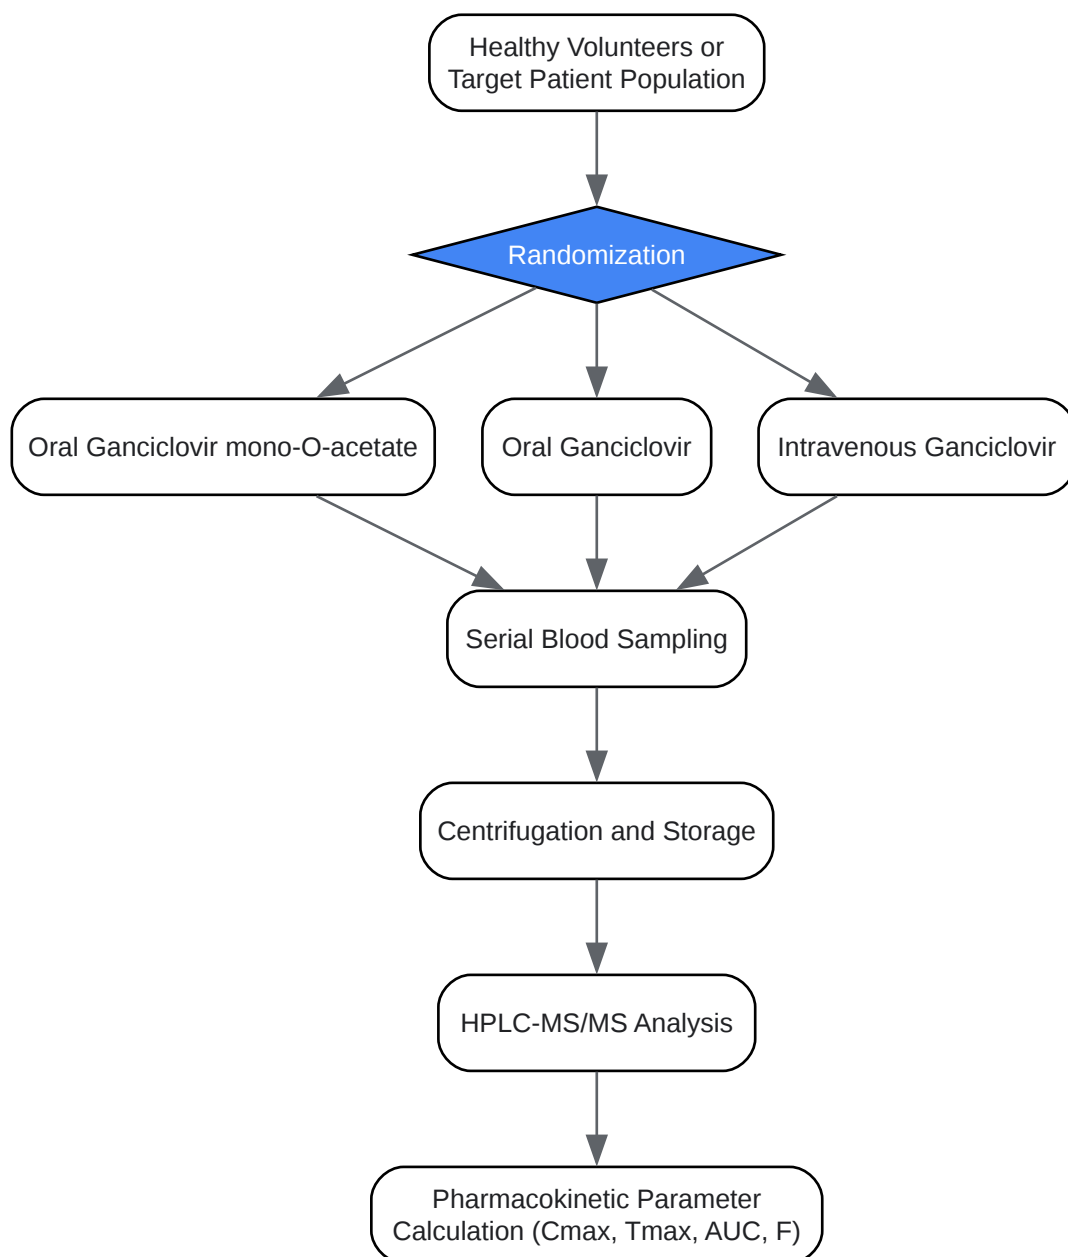 Healthy Volunteers or
Target Patient Population
Randomization
Oral Ganciclovir mono-O-acetate
Oral Ganciclovir
Intravenous Ganciclovir
Serial Blood Sampling
Centrifugation and Storage
HPLC-MS/MS Analysis
Pharmacokinetic Parameter
Calculation (Cmax, Tmax, AUC, F)